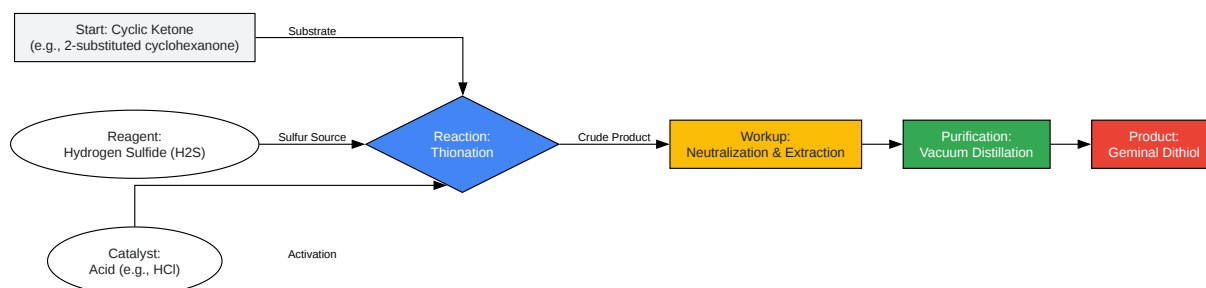 Start: Cyclic Ketone
(e.g., 2-substituted cyclohexanone)
Substrate
Reagent:
Hydrogen Sulfide (H2S)
Sulfur Source
Reaction:
Thionation
Crude Product
Workup:
Neutralization & Extraction
Purification:
Vacuum Distillation
Product:
Geminal Dithiol
Catalyst:
Acid (e.g., HCl)
Activation